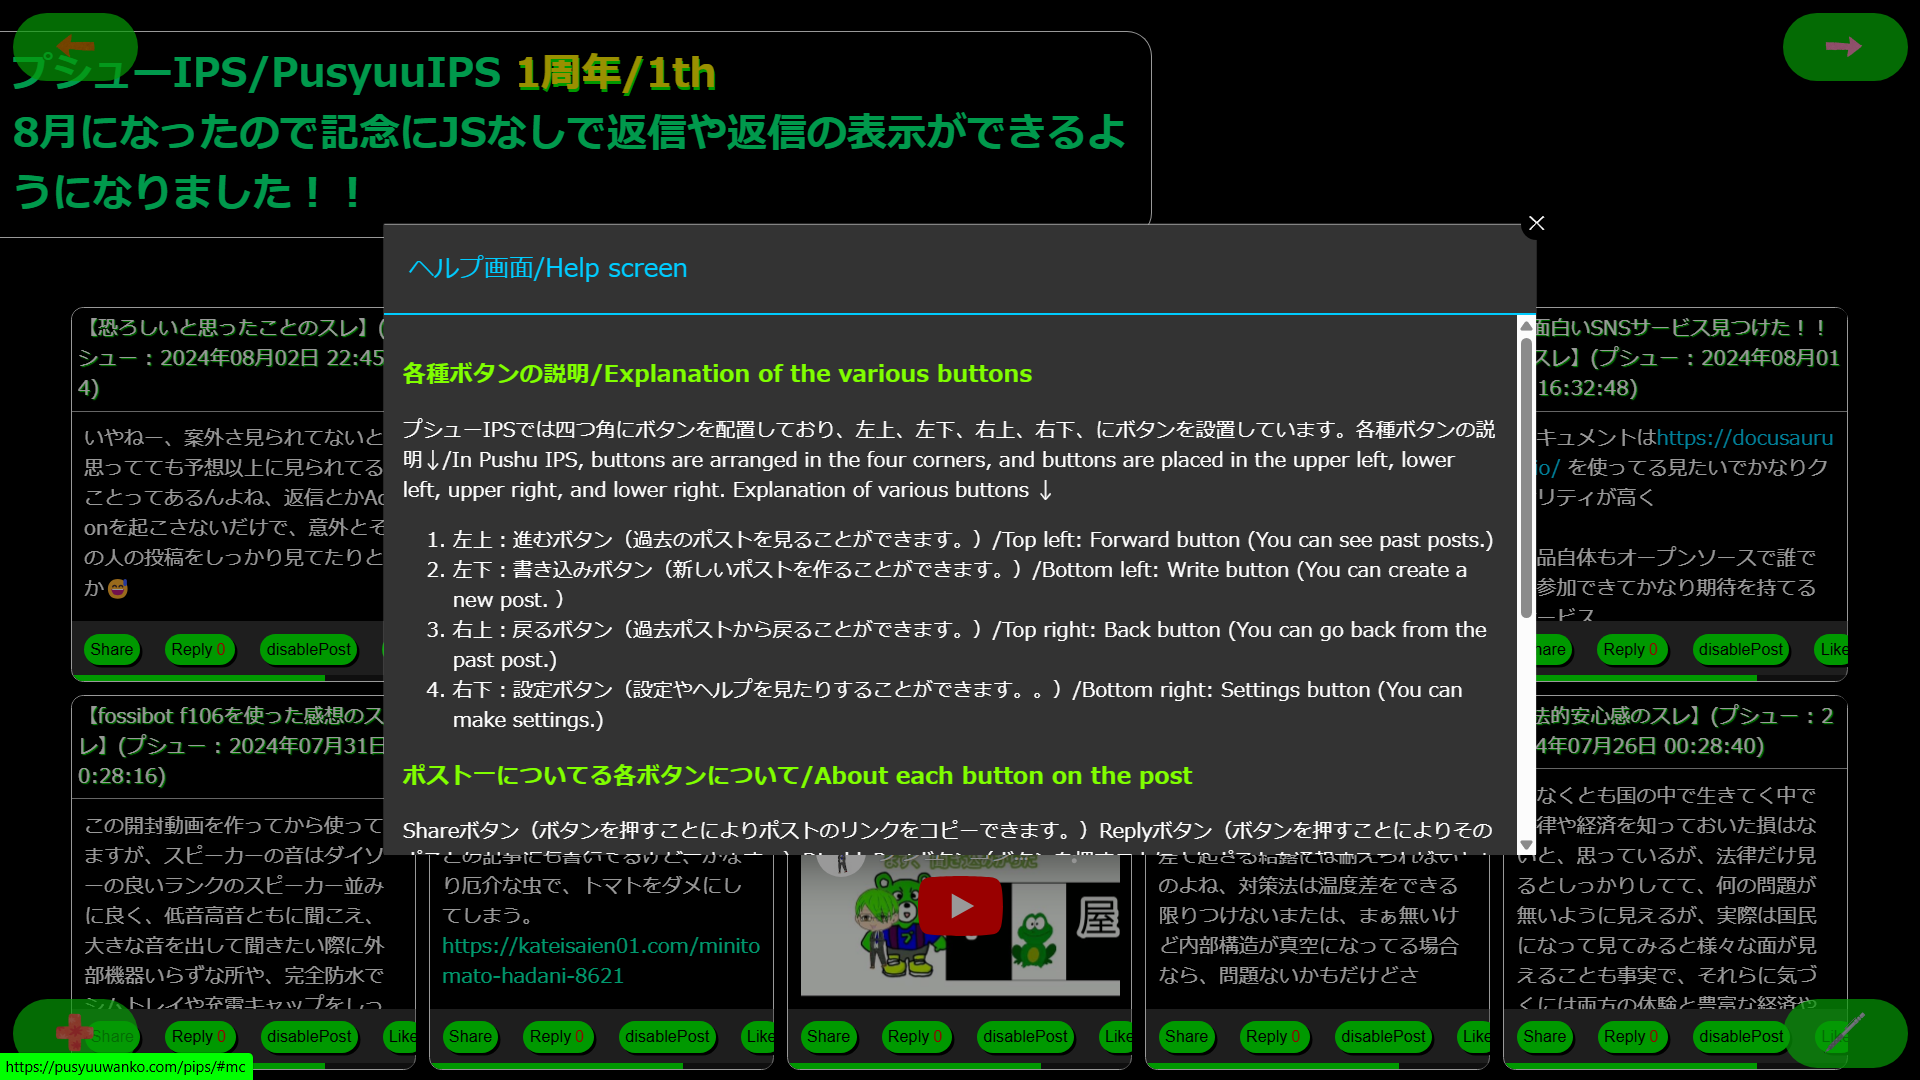 プシューIPS/PusyuuIPS 1周年/1th
8月になったので記念にJSなしで返信や返信の表示ができるよ
うになりました！！
ヘルプ画面/Help screen
各種ボタンの説明/Explanation of the various buttons
プシューIPSでは四つ角にボタンを配置しており、左上、左下、右上、右下、にボタンを設置しています。各種ボタンの説
明↓/In Pushu IPS, buttons are arranged in the four corners, and buttons are placed in the upper left, lower
left, upper right, and lower right. Explanation of various buttons ↓
1. 左上：進むボタン（過去のポストを見ることができます。）/Top left: Forward button (You can see past posts.)
2. 左下：書き込みボタン（新しいポストを作ることができます。）/Bottom left: Write button (You can create a
new post. )
3. 右上：戻るボタン（過去ポストから戻ることができます。）/Top right: Back button (You can go back from the
past post.)
4. 右下：設定ボタン（設定やヘルプを見たりすることができます。。）/Bottom right: Settings button (You can
make settings.)
ポストーについてる各ボタンについて/About each button on the post
Shareボタン（ボタンを押すことによりポストのリンクをコピーできます。）Replyボタン（ボタンを押すことによりその
【恐ろしいと思ったことのスレ】(
シュー：2024年08月02日 22:45
4)
いやねー、案外さ見られてないと
思ってても予想以上に見られてる
ことってあるんよね、返信とかAc
onを起こさないだけで、意外とそ
の人の投稿をしっかり見てたりと
か😅
Share Reply 0 disablePost
面白いSNSサービス見つけた！！
スレ】(プシュー：2024年08月01
16:32:48)
キュメントはhttps://docusauru
io/ を使ってる見たいでかなりク
リティが高く
品自体もオープンソースで誰で
参加できてかなり期待を持てる
ービス
hare Reply 0 disablePost Like
【fossibot f106を使った感想のス
レ】(プシュー：2024年07月31日
0:28:16)
この開封動画を作ってから使って
ますが、スピーカーの音はダイソ
ーの良いランクのスピーカー並み
に良く、低音高音ともに聞こえ、
大きな音を出して聞きたい際に外
部機器いらずな所や、完全防水で
シムトレイや充電キャップをしっ
Share Reply 0 disablePost Like
り厄介な虫で、トマトをダメにし
てしまう。
https://kateisaien01.com/minito
mato-hadani-8621
Share Reply 0 disablePost Like
屋
Share Reply 0 disablePost Like
のよね、対策法は温度差をできる
限りつけないまたは、まぁ無いけ
ど内部構造が真空になってる場合
なら、問題ないかもだけどさ
Share Reply 0 disablePost Like
法的安心感のスレ】(プシュー：2
4年07月26日 00:28:40)
なくとも国の中で生きてく中で
律や経済を知っておいた損はな
いと、思っているが、法律だけ見
るとしっかりしてて、何の問題が
無いように見えるが、実際は国民
になって見てみると様々な面が見
えることも事実で、それらに気づ
くには両方の体験と豊富な経済や
Share Reply 0 disablePost Like
https://pusyuuwanko.com/pips/#mc